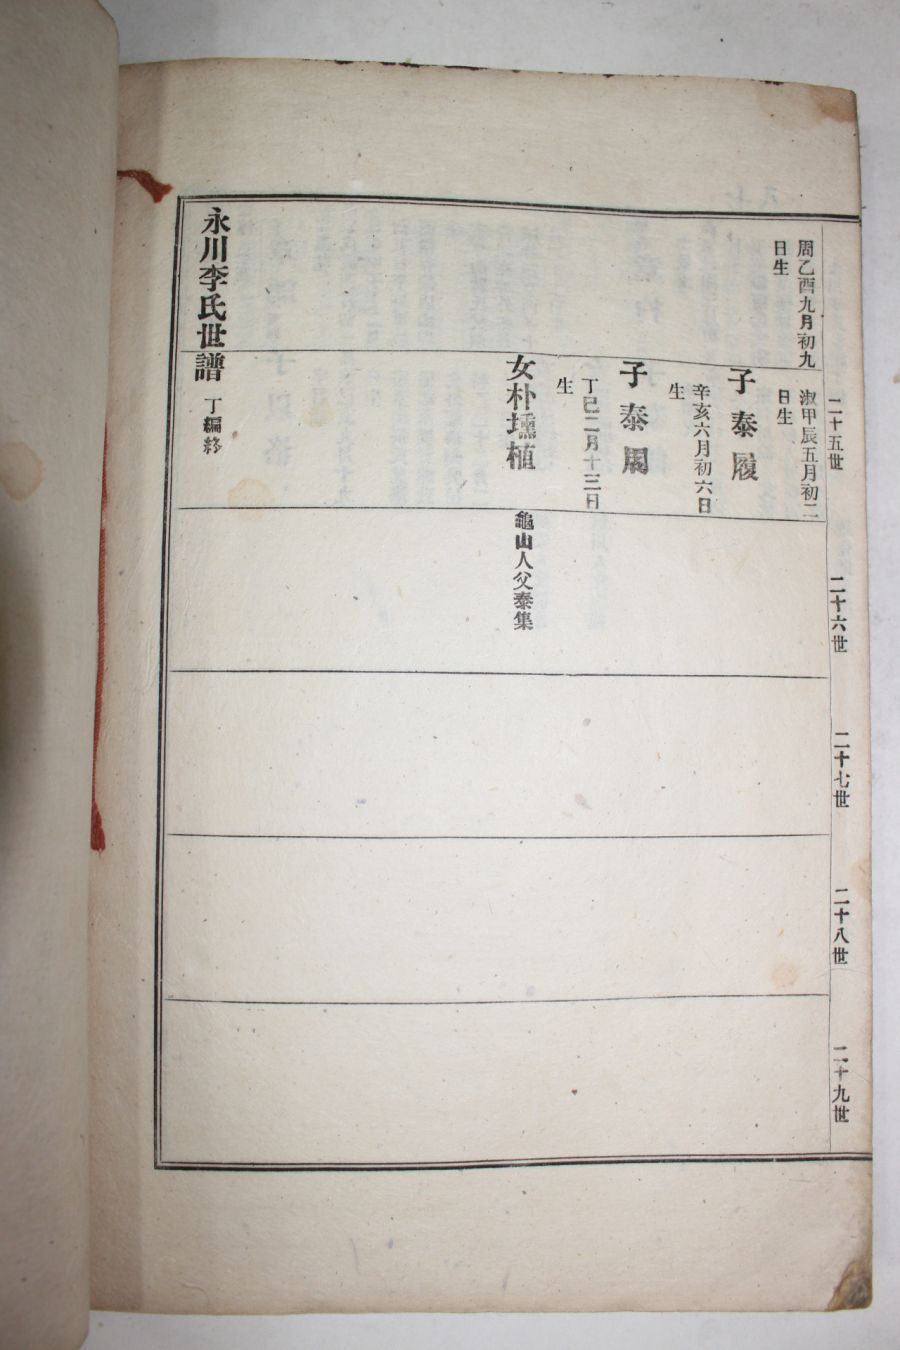 二十五世
二十六世
二十七世
二十八世
二十九世
周乙酉九月初九
日生
淑甲辰五月初二
日生
子泰履
辛亥六月初六日
生
子泰周
丁巳二月十三日
生
女朴壎植
龜山人父泰集
永川李氏世譜 丁編終